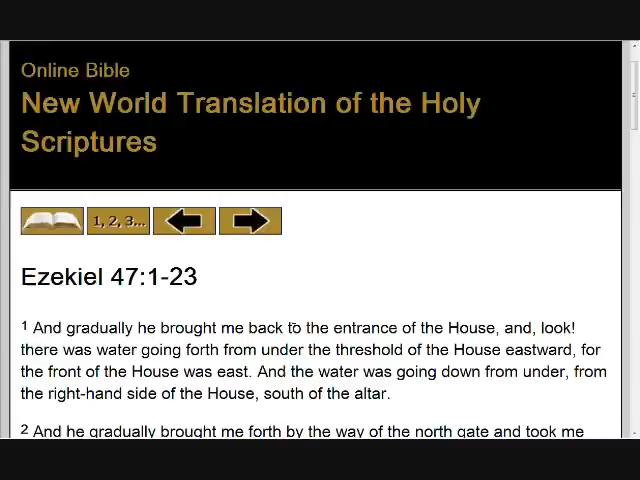 Online Bible
New World Translation of the Holy
Scriptures
1, 2, 3...
Ezekiel 47:1-23
1 And gradually he brought me back to the entrance of the House, and, look!
there was water going forth from under the threshold of the House eastward, for
the front of the House was east. And the water was going down from under, from
the right-hand side of the House, south of the altar.
2 And he gradually brought me forth by the way of the north gate and took me